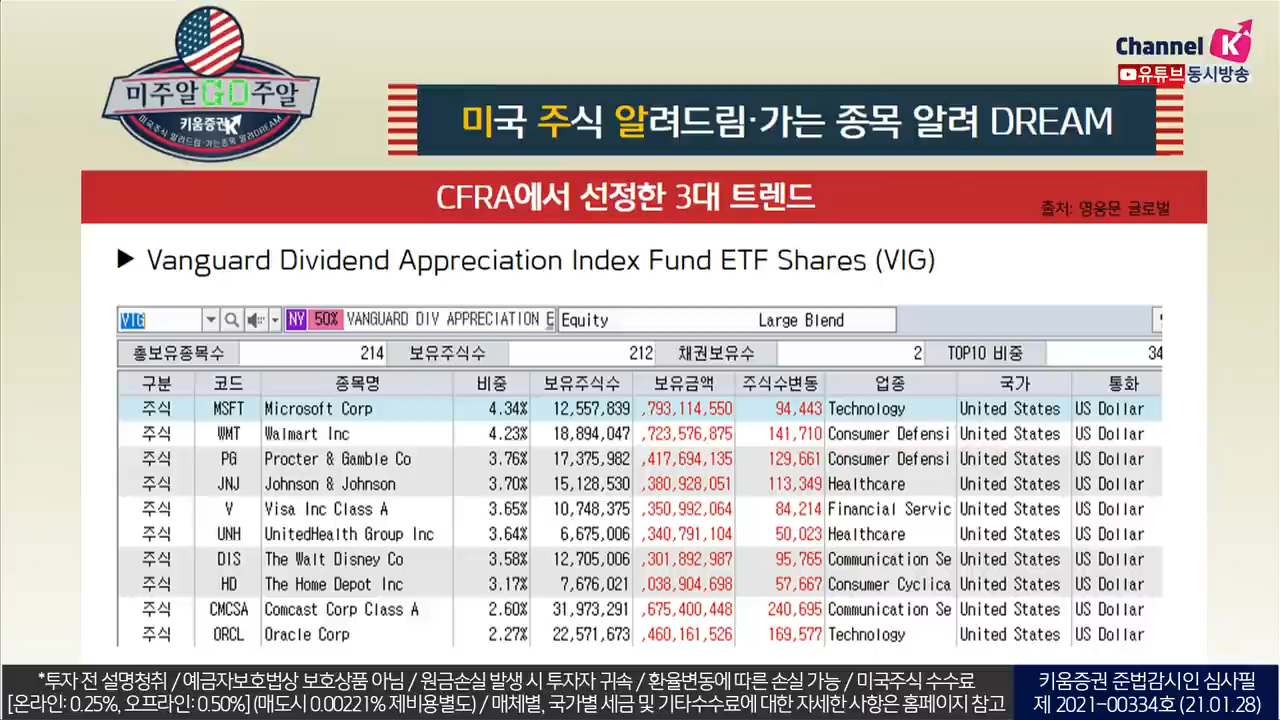 미주알GO주알
키움증권
미국주식 알려드림·가는종목 알려DREAM
Channel K
유튜브동시방송
미국 주식 알려드림·가는 종목 알려 DREAM
CFRA에서 선정한 3대 트렌드
출처: 영웅문 글로벌
▶ Vanguard Dividend Appreciation Index Fund ETF Shares (VIG)
VIG NY 50% VANGUARD DIV APPRECIATION E Equity Large Blend
총보유종목수 214 보유주식수 212 채권보유수 2 TOP10 비중 34
구분 코드 종목명 비중 보유주식수 보유금액 주식수변동 업종 국가 통화
주식 MSFT Microsoft Corp 4.34% 12,557,839 ,793,114,550 94,443 Technology United States US Dollar
주식 WMT Walmart Inc 4.23% 18,894,047 ,723,576,875 141,710 Consumer Defensi United States US Dollar
주식 PG Procter & Gamble Co 3.76% 17,375,982 ,417,694,135 129,661 Consumer Defensi United States US Dollar
주식 JNJ Johnson & Johnson 3.70% 15,128,530 ,380,928,051 113,349 Healthcare United States US Dollar
주식 V Visa Inc Class A 3.65% 10,748,375 ,350,992,064 84,214 Financial Servic United States US Dollar
주식 UNH UnitedHealth Group Inc 3.64% 6,675,006 ,340,791,104 50,023 Healthcare United States US Dollar
주식 DIS The Walt Disney Co 3.58% 12,705,006 ,301,892,987 95,765 Communication Se United States US Dollar
주식 HD The Home Depot Inc 3.17% 7,676,021 ,038,904,698 57,667 Consumer Cyclica United States US Dollar
주식 CMCSA Comcast Corp Class A 2.60% 31,973,291 ,675,400,448 240,695 Communication Se United States US Dollar
주식 ORCL Oracle Corp 2.27% 22,571,673 ,460,161,526 169,577 Technology United States US Dollar
*투자 전 설명청취 / 예금자보호법상 보호상품 아님 / 원금손실 발생 시 투자자 귀속 / 환율변동에 따른 손실 가능 / 미국주식 수수료
[온라인: 0.25%, 오프라인: 0.50%] (매도시 0.00221% 제비용별도) / 매체별, 국가별 세금 및 기타수수료에 대한 자세한 사항은 홈페이지 참고
키움증권 준법감시인 심사필
제 2021-00334호 (21.01.28)